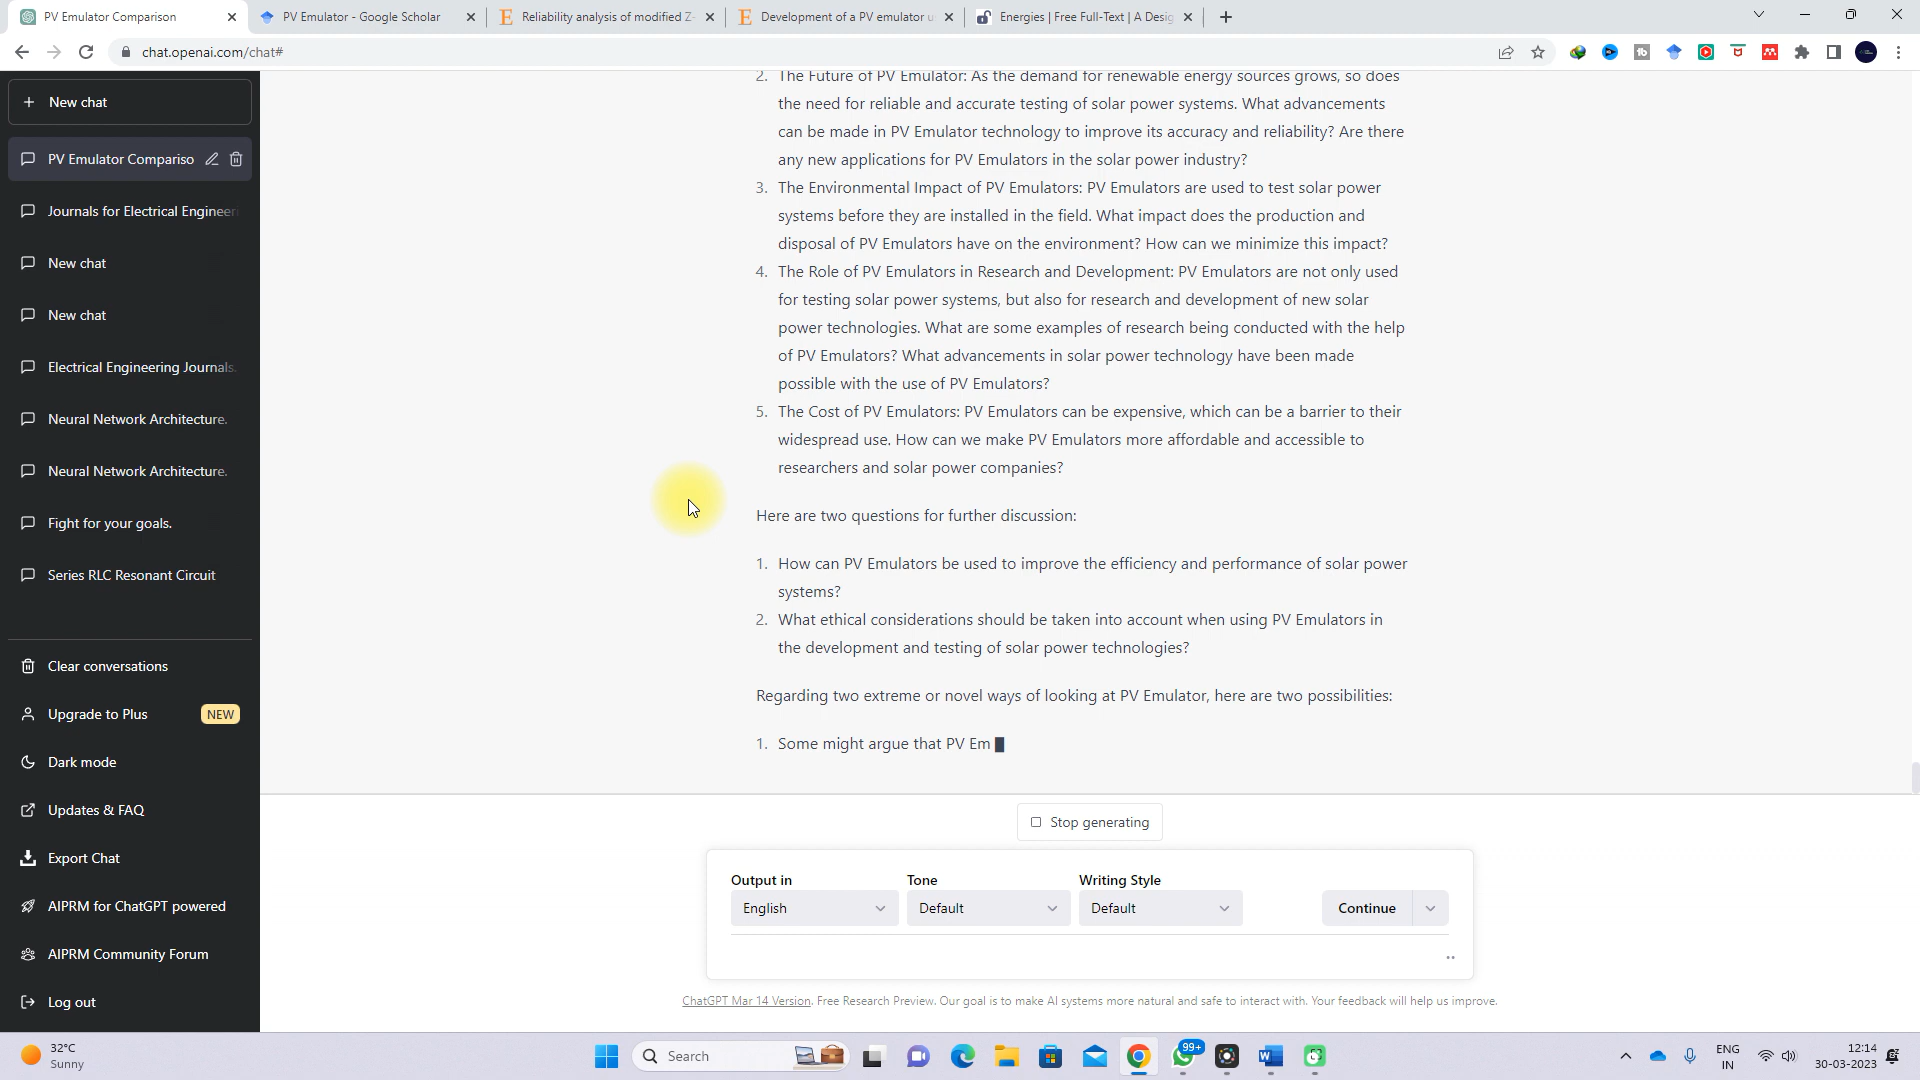 PV Emulator Comparison
PV Emulator - Google Scholar
Reliability analysis of modified Z-
Development of a PV emulator u
Energies | Free Full-Text | A Desig
chat.openai.com/chat#
New chat
PV Emulator Compariso
Journals for Electrical Engineeri
New chat
New chat
Electrical Engineering Journals.
Neural Network Architecture.
Neural Network Architecture.
Fight for your goals.
Series RLC Resonant Circuit
Clear conversations
Upgrade to Plus NEW
Dark mode
Updates & FAQ
Export Chat
AIPRM for ChatGPT powered
AIPRM Community Forum
Log out
2. The Future of PV Emulator: As the demand for renewable energy sources grows, so does
the need for reliable and accurate testing of solar power systems. What advancements
can be made in PV Emulator technology to improve its accuracy and reliability? Are there
any new applications for PV Emulators in the solar power industry?
3. The Environmental Impact of PV Emulators: PV Emulators are used to test solar power
systems before they are installed in the field. What impact does the production and
disposal of PV Emulators have on the environment? How can we minimize this impact?
4. The Role of PV Emulators in Research and Development: PV Emulators are not only used
for testing solar power systems, but also for research and development of new solar
power technologies. What are some examples of research being conducted with the help
of PV Emulators? What advancements in solar power technology have been made
possible with the use of PV Emulators?
5. The Cost of PV Emulators: PV Emulators can be expensive, which can be a barrier to their
widespread use. How can we make PV Emulators more affordable and accessible to
researchers and solar power companies?
Here are two questions for further discussion:
1. How can PV Emulators be used to improve the efficiency and performance of solar power
systems?
2. What ethical considerations should be taken into account when using PV Emulators in
the development and testing of solar power technologies?
Regarding two extreme or novel ways of looking at PV Emulator, here are two possibilities:
1. Some might argue that PV Em
Stop generating
Output in Tone Writing Style
English Default Default Continue
ChatGPT Mar 14 Version. Free Research Preview. Our goal is to make AI systems more natural and safe to interact with. Your feedback will help us improve.
32°C
Sunny
Search
99+
ENG
IN
12:14
30-03-2023